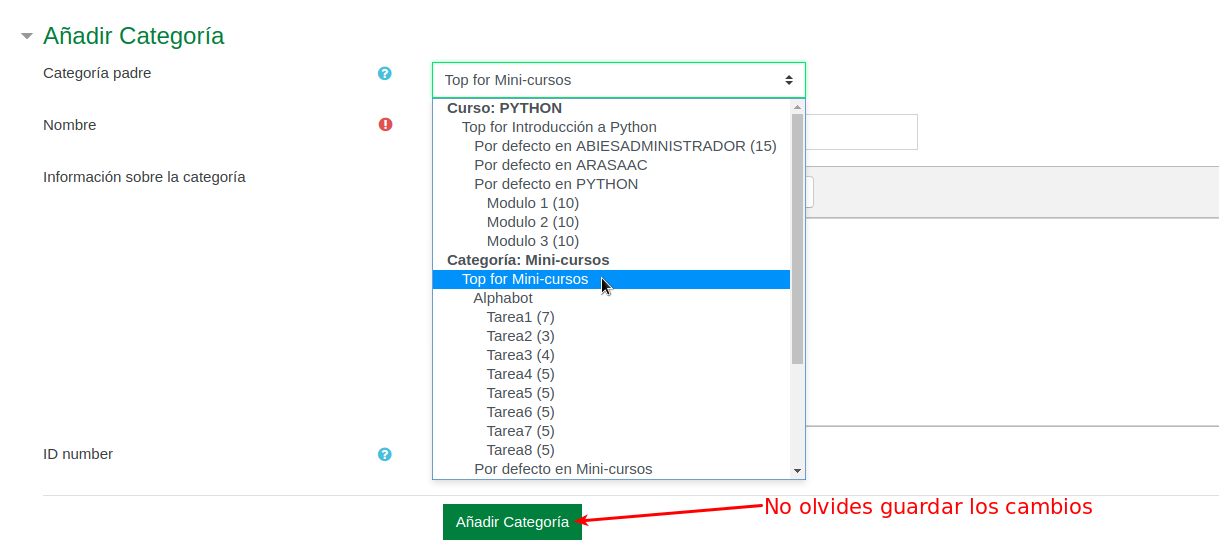 Añadir Categoría
Categoría padre
Top for Mini-cursos
Curso: PYTHON
Top for Introducción a Python
Por defecto en ABIESADMINISTRADOR (15)
Por defecto en ARASAAC
Por defecto en PYTHON
Modulo 1 (10)
Modulo 2 (10)
Modulo 3 (10)
Categoría: Mini-cursos
Top for Mini-cursos
Alphabot
Tarea1 (7)
Tarea2 (3)
Tarea3 (4)
Tarea4 (5)
Tarea5 (5)
Tarea6 (5)
Tarea7 (5)
Tarea8 (5)
Por defecto en Mini-cursos
Nombre
Información sobre la categoría
ID number
Añadir Categoría
No olvides guardar los cambios